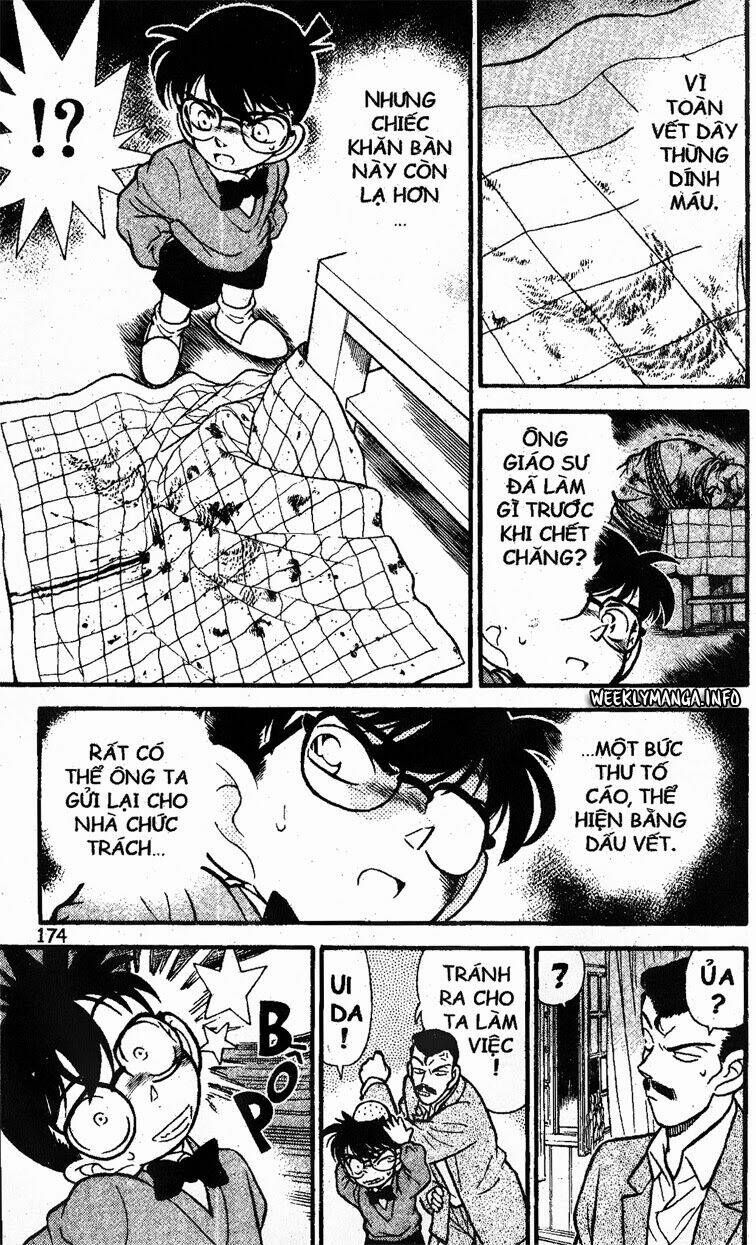 VÌ
TOÀN
VẾT DÂY
THỪNG
DÍNH
MÁU.
NHƯNG
CHIẾC
KHĂN BÀN
NÀY CÒN
LẠ HƠN
...
!?
ÔNG
GIÁO SƯ
ĐÃ LÀM
GÌ TRƯỚC
KHI CHẾT
CHĂNG?
WEEKLYMANGA.INFO
RẤT CÓ
THỂ ÔNG TA
GỬI LẠI CHO
NHÀ CHỨC
TRÁCH...
...MỘT BỨC
THƯ TỐ
CÁO, THỂ
HIỆN BẰNG
DẤU VẾT.
174
BÔP
UI
DA
!
TRÁNH
RA CHO
TA LÀM
VIỆC
!
?
ỦA
?